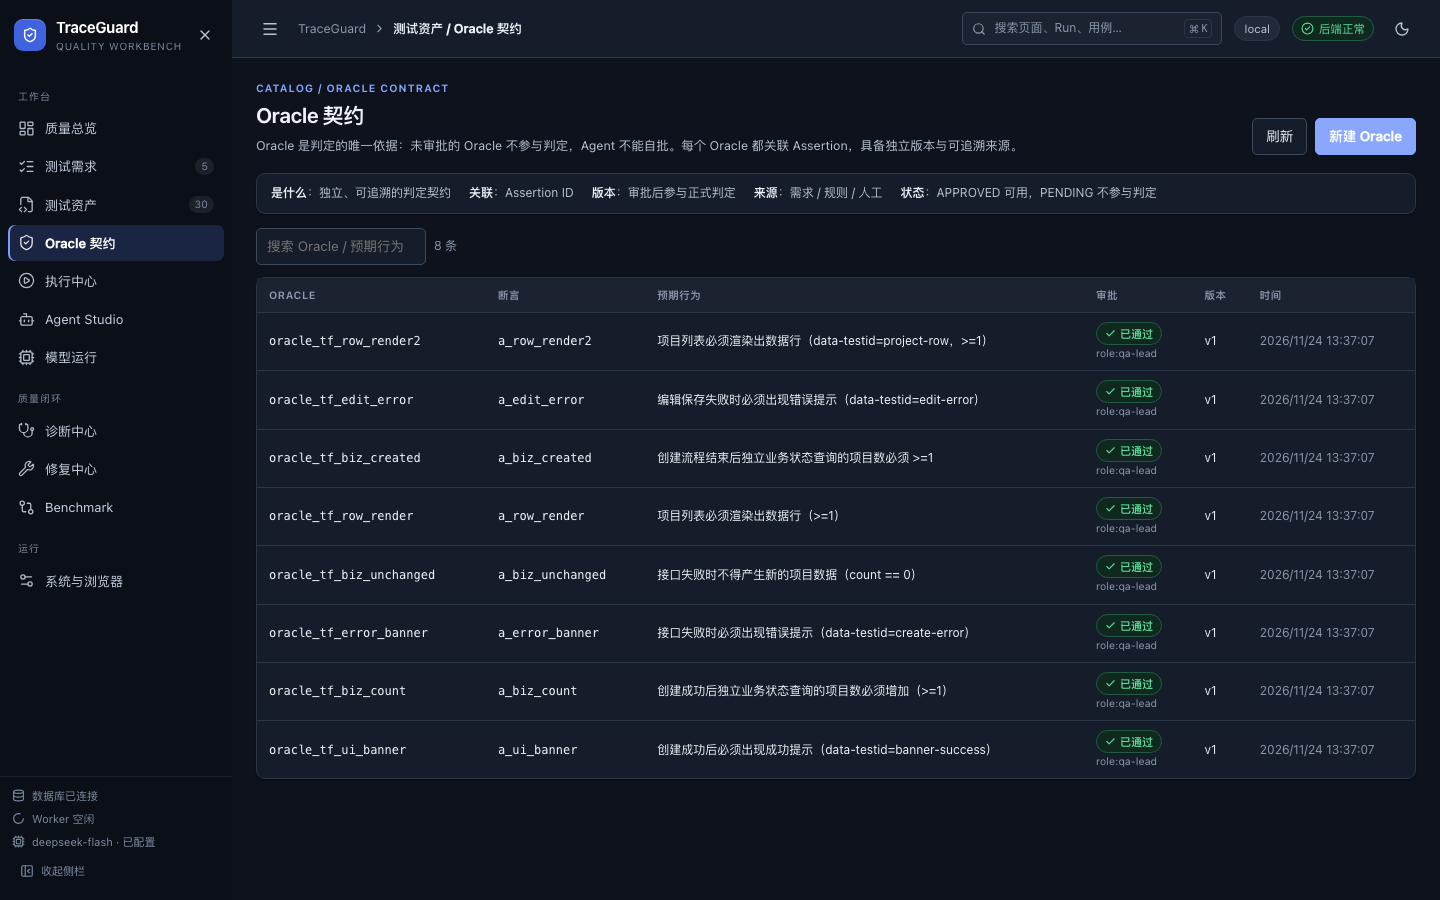 TraceGuard
QUALITY WORKBENCH
工作台
质量总览
测试需求 5
测试资产 30
Oracle 契约
执行中心
Agent Studio
模型运行
质量闭环
诊断中心
修复中心
Benchmark
运行
系统与浏览器
数据库已连接
Worker 空闲
deepseek-flash · 已配置
收起侧栏
TraceGuard > 测试资产 / Oracle 契约
搜索页面、Run、用例... ⌘ K
local
后端正常
CATALOG / ORACLE CONTRACT
Oracle 契约
Oracle 是判定的唯一依据：未审批的 Oracle 不参与判定，Agent 不能自批。每个 Oracle 都关联 Assertion，具备独立版本与可追溯来源。
刷新
新建 Oracle
是什么：独立、可追溯的判定契约 关联：Assertion ID 版本：审批后参与正式判定 来源：需求 / 规则 / 人工 状态：APPROVED 可用，PENDING 不参与判定
搜索 Oracle / 预期行为 8 条
ORACLE 断言 预期行为 审批 版本 时间
oracle_tf_row_render2 a_row_render2 项目列表必须渲染出数据行（data-testid=project-row，>=1） 已通过 v1 2026/11/24 13:37:07
role:qa-lead
oracle_tf_edit_error a_edit_error 编辑保存失败时必须出现错误提示（data-testid=edit-error） 已通过 v1 2026/11/24 13:37:07
role:qa-lead
oracle_tf_biz_created a_biz_created 创建流程结束后独立业务状态查询的项目数必须 >=1 已通过 v1 2026/11/24 13:37:07
role:qa-lead
oracle_tf_row_render a_row_render 项目列表必须渲染出数据行（>=1） 已通过 v1 2026/11/24 13:37:07
role:qa-lead
oracle_tf_biz_unchanged a_biz_unchanged 接口失败时不得产生新的项目数据（count == 0） 已通过 v1 2026/11/24 13:37:07
role:qa-lead
oracle_tf_error_banner a_error_banner 接口失败时必须出现错误提示（data-testid=create-error） 已通过 v1 2026/11/24 13:37:07
role:qa-lead
oracle_tf_biz_count a_biz_count 创建成功后独立业务状态查询的项目数必须增加（>=1） 已通过 v1 2026/11/24 13:37:07
role:qa-lead
oracle_tf_ui_banner a_ui_banner 创建成功后必须出现成功提示（data-testid=banner-success） 已通过 v1 2026/11/24 13:37:07
role:qa-lead